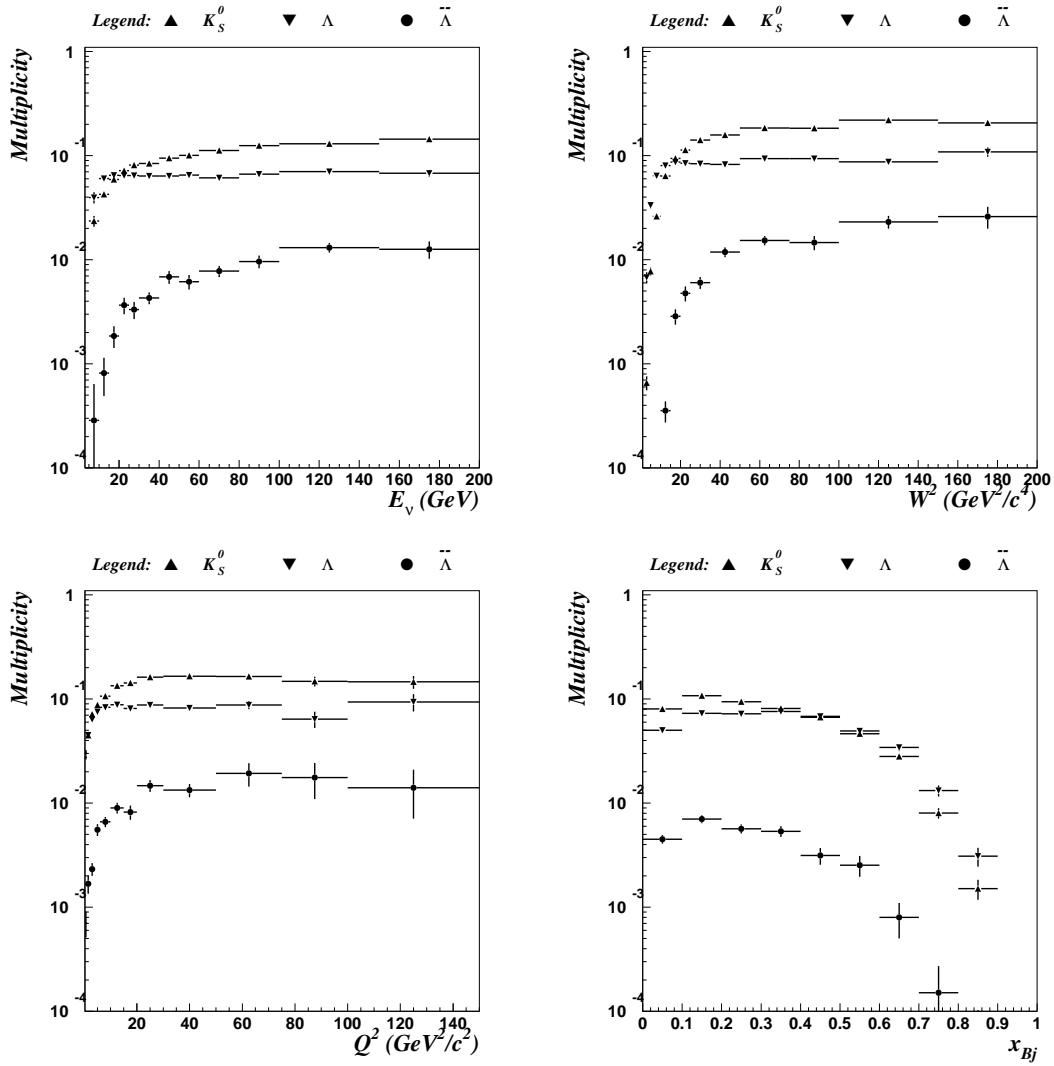 Legend: ▲ K_S^0 ▼ Λ ● Λ̄
Multiplicity
1
10^-1
10^-2
10^-3
10^-4
20 40 60 80 100 120 140 160 180 200
E_ν (GeV)
Legend: ▲ K_S^0 ▼ Λ ● Λ̄
Multiplicity
1
10^-1
10^-2
10^-3
10^-4
20 40 60 80 100 120 140 160 180 200
W^2 (GeV^2/c^4)
Legend: ▲ K_S^0 ▼ Λ ● Λ̄
Multiplicity
1
10^-1
10^-2
10^-3
10^-4
20 40 60 80 100 120 140
Q^2 (GeV^2/c^2)
Legend: ▲ K_S^0 ▼ Λ ● Λ̄
Multiplicity
1
10^-1
10^-2
10^-3
10^-4
0 0.1 0.2 0.3 0.4 0.5 0.6 0.7 0.8 0.9 1
x_Bj